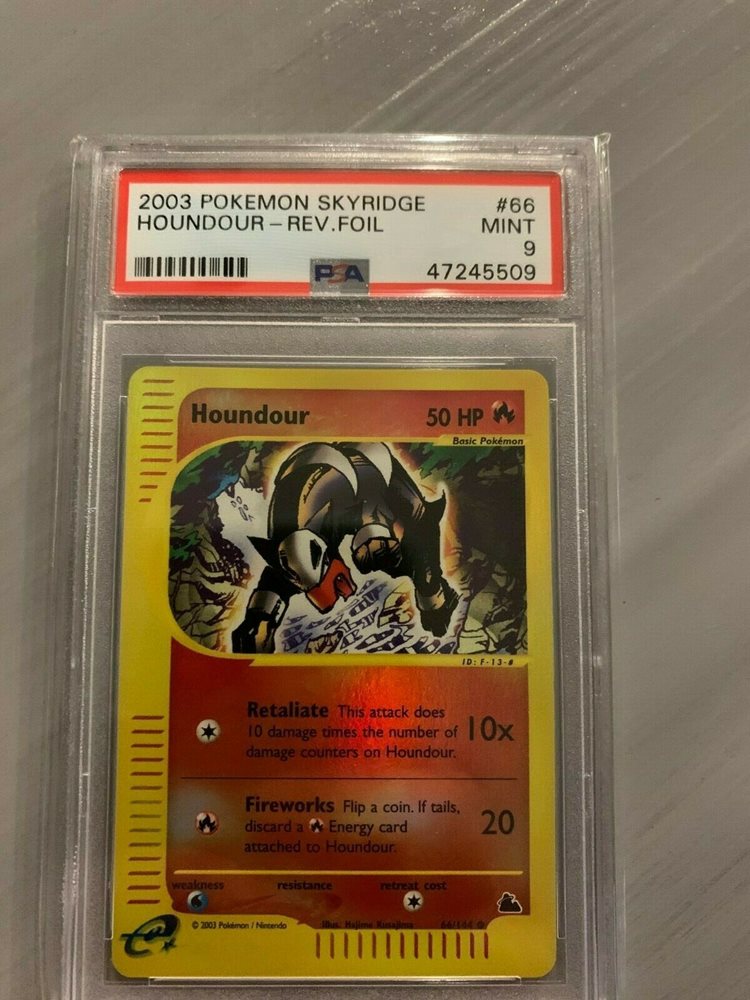 2003 POKEMON SKYRIDGE #66
HOUNDOUR - REV.FOIL MINT
9
PSA 47245509
Houndour 50 HP
Basic Pokémon
ID: F-13-#
Retaliate This attack does
10 damage times the number of 10x
damage counters on Houndour.
Fireworks Flip a coin. If tails,
discard a Energy card 20
attached to Houndour.
weakness resistance retreat cost
© 2003 Pokémon / Nintendo Illus. Hajime Kusajima 66/144